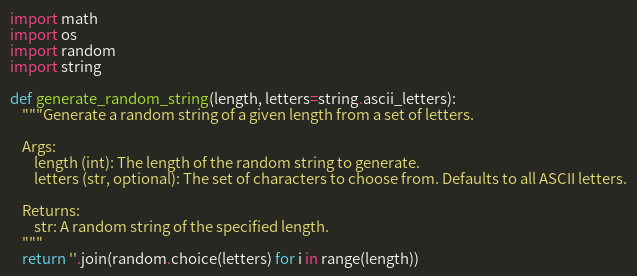 import math
import os
import random
import string

def generate_random_string(length, letters=string.ascii_letters):
    """Generate a random string of a given length from a set of letters.

    Args:
        length (int): The length of the random string to generate.
        letters (str, optional): The set of characters to choose from. Defaults to all ASCII letters.

    Returns:
        str: A random string of the specified length.
    """
    return ''.join(random.choice(letters) for i in range(length))